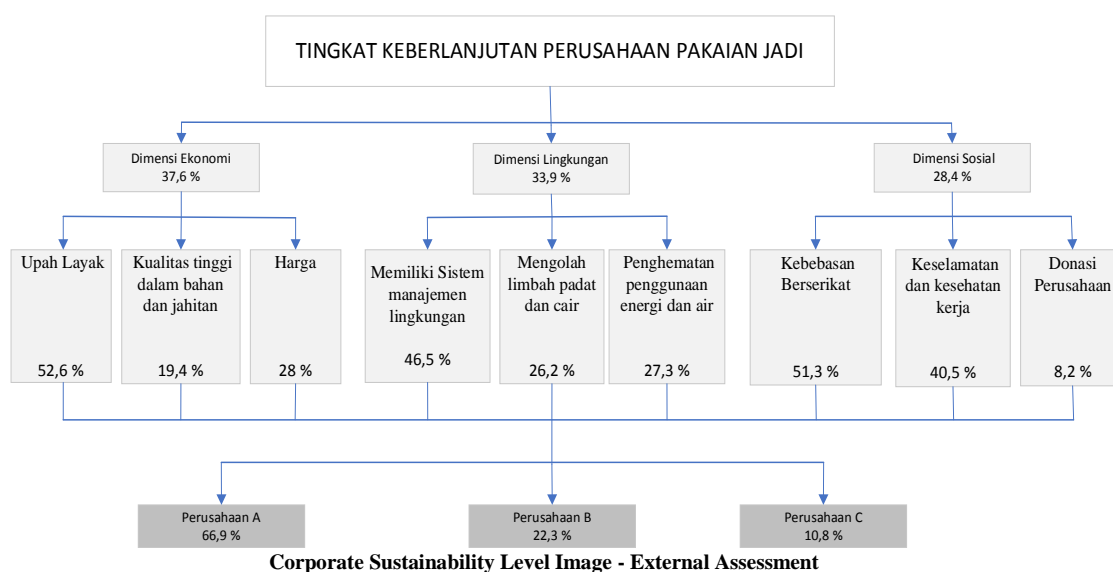 TINGKAT KEBERLANJUTAN PERUSAHAAN PAKAIAN JADI
Dimensi Ekonomi
37,6 %
Dimensi Lingkungan
33,9 %
Dimensi Sosial
28,4 %
Upah Layak
52,6 %
Kualitas tinggi
dalam bahan
dan jahitan
19,4 %
Harga
28 %
Memiliki Sistem
manajemen
lingkungan
46,5 %
Mengolah
limbah padat
dan cair
26,2 %
Penghematan
penggunaan
energi dan air
27,3 %
Kebebasan
Berserikat
51,3 %
Keselamatan
dan kesehatan
kerja
40,5 %
Donasi
Perusahaan
8,2 %
Perusahaan A
66,9 %
Perusahaan B
22,3 %
Perusahaan C
10,8 %
Corporate Sustainability Level Image - External Assessment